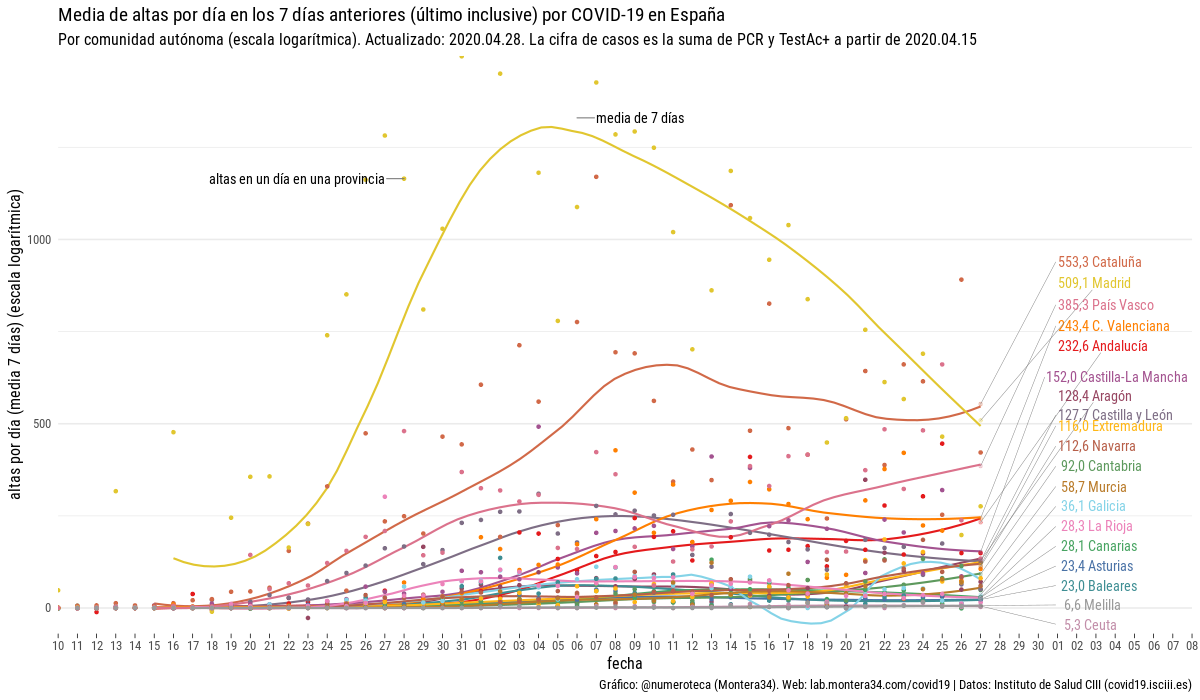 Media de altas por día en los 7 días anteriores (último inclusive) por COVID-19 en España
Por comunidad autónoma (escala logarítmica). Actualizado: 2020.04.28. La cifra de casos es la suma de PCR y TestAc+ a partir de 2020.04.15
altas por día (media 7 días) (escala logarítmica)
1000
500
0
media de 7 días
altas en un día en una provincia
553,3 Cataluña
509,1 Madrid
385,3 País Vasco
243,4 C. Valenciana
232,6 Andalucía
152,0 Castilla-La Mancha
128,4 Aragón
127,7 Castilla y León
116,0 Extremadura
112,6 Navarra
92,0 Cantabria
58,7 Murcia
36,1 Galicia
28,3 La Rioja
28,1 Canarias
23,4 Asturias
23,0 Baleares
6,6 Melilla
5,3 Ceuta
10 11 12 13 14 15 16 17 18 19 20 21 22 23 24 25 26 27 28 29 30 31 01 02 03 04 05 06 07 08 09 10 11 12 13 14 15 16 17 18 19 20 21 22 23 24 25 26 27 28 29 30 01 02 03 04 05 06 07 08
fecha
Gráfico: @numeroteca (Montera34). Web: lab.montera34.com/covid19 | Datos: Instituto de Salud CIII (covid19.isciii.es)